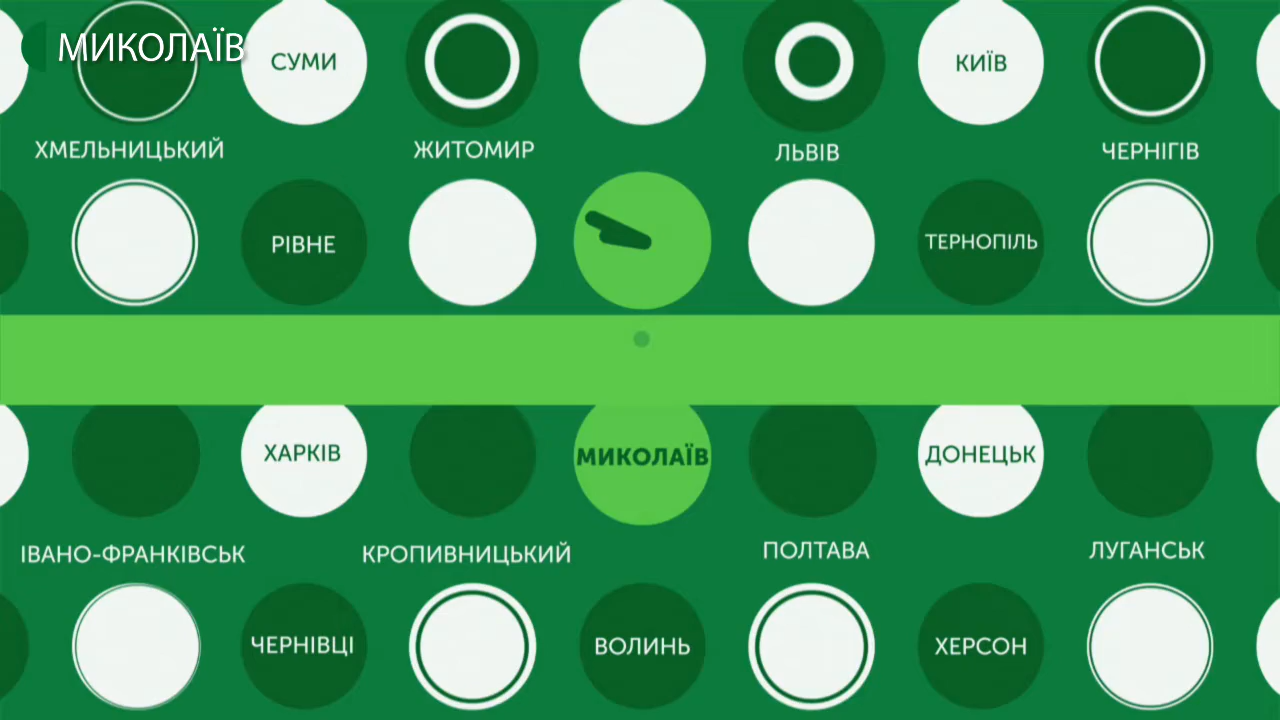 МИКОЛАЇВ
СУМИ
КИЇВ
ХМЕЛЬНИЦЬКИЙ
ЖИТОМИР
ЛЬВІВ
ЧЕРНІГІВ
РІВНЕ
ТЕРНОПІЛЬ
ХАРКІВ
МИКОЛАЇВ
ДОНЕЦЬК
ІВАНО-ФРАНКІВСЬК
КРОПИВНИЦЬКИЙ
ПОЛТАВА
ЛУГАНСЬК
ЧЕРНІВЦІ
ВОЛИНЬ
ХЕРСОН